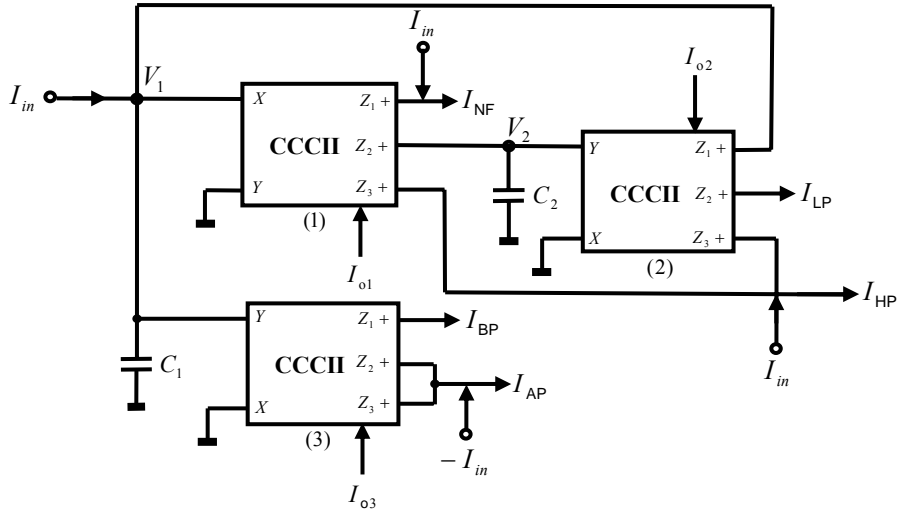 I_in
I_in
V_1
X
Y
CCCII
Z_1 +
Z_2 +
Z_3 +
(1)
I_o1
I_NF
V_2
C_2
I_o2
Y
X
CCCII
Z_1 +
Z_2 +
Z_3 +
(2)
I_LP
I_HP
I_in
C_1
Y
X
CCCII
Z_1 +
Z_2 +
Z_3 +
(3)
I_o3
I_BP
I_AP
− I_in